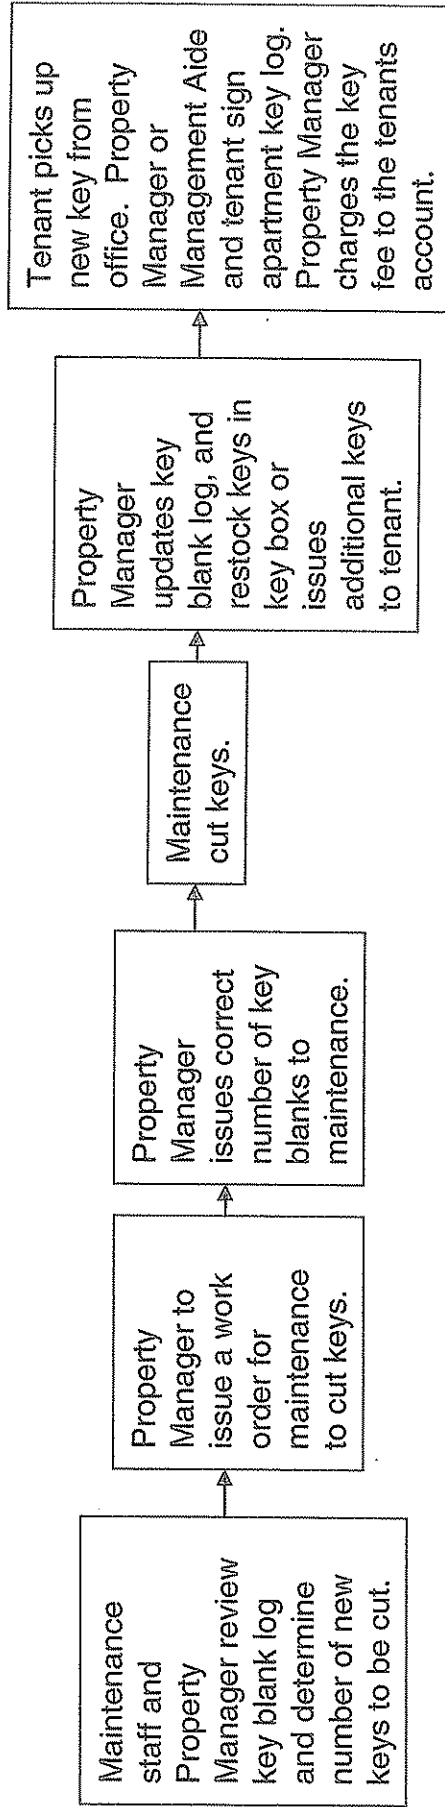 Maintenance
staff and
Property
Manager review
key blank log
and determine
number of new
keys to be cut.
Property
Manager to
issue a work
order for
maintenance
to cut keys.
Property
Manager
issues correct
number of key
blanks to
maintenance.
Maintenance
cut keys.
Property
Manager
updates key
blank log, and
restock keys in
key box or
issues
additional keys
to tenant.
Tenant picks up
new key from
office. Property
Manager or
Management Aide
and tenant sign
apartment key log.
Property Manager
charges the key
fee to the tenants
account.